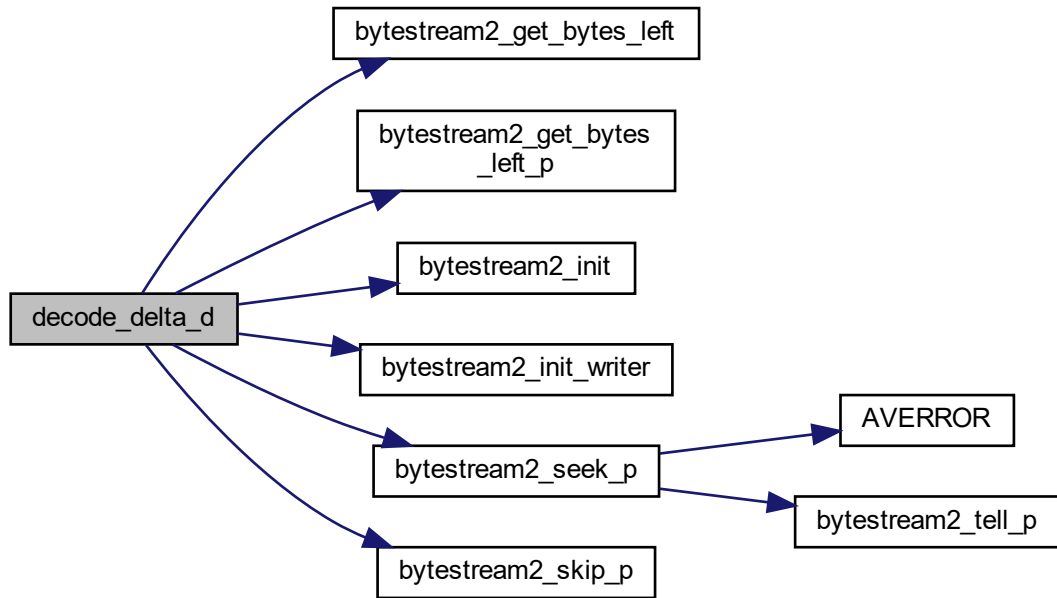 bytestream2_get_bytes_left
bytestream2_get_bytes
_left_p
bytestream2_init
decode_delta_d
bytestream2_init_writer
AVERROR
bytestream2_seek_p
bytestream2_tell_p
bytestream2_skip_p